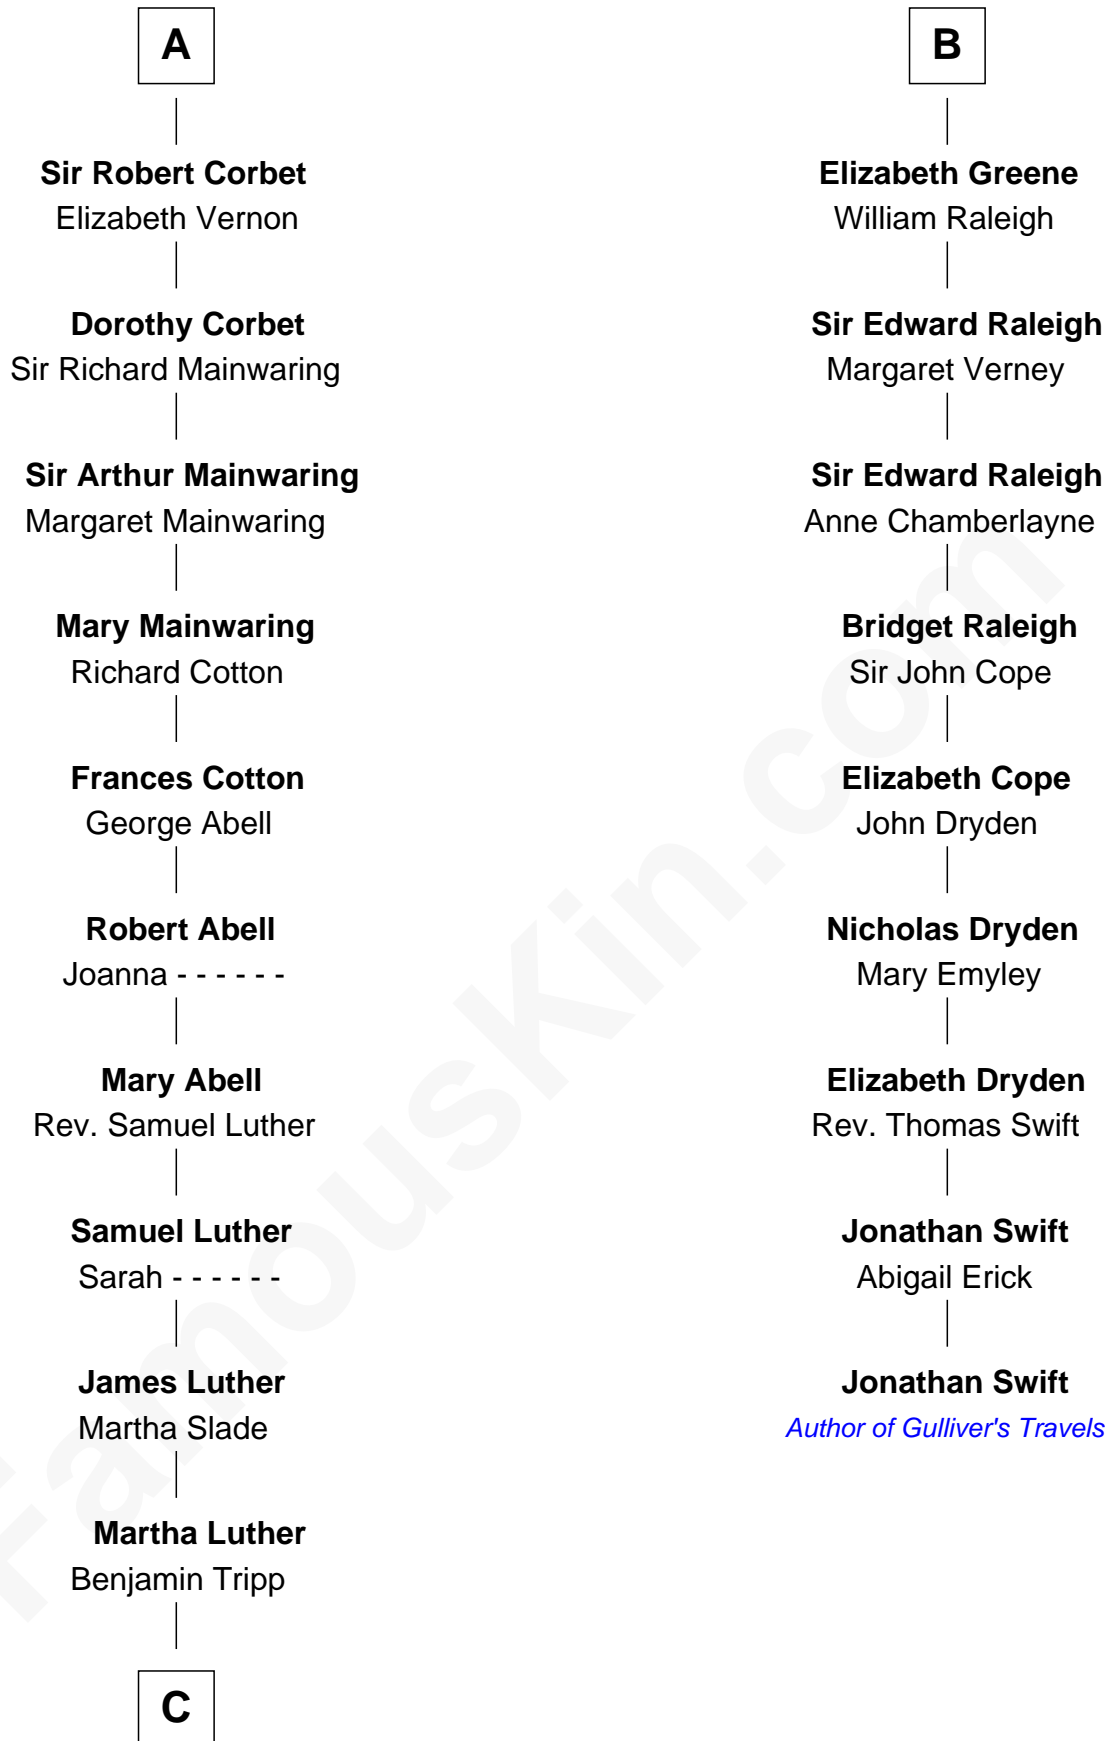 A
Sir Robert Corbet
Elizabeth Vernon
Dorothy Corbet
Sir Richard Mainwaring
Sir Arthur Mainwaring
Margaret Mainwaring
Mary Mainwaring
Richard Cotton
Frances Cotton
George Abell
Robert Abell
Joanna - - - - - -
Mary Abell
Rev. Samuel Luther
Samuel Luther
Sarah - - - - - -
James Luther
Martha Slade
Martha Luther
Benjamin Tripp
C
B
Elizabeth Greene
William Raleigh
Sir Edward Raleigh
Margaret Verney
Sir Edward Raleigh
Anne Chamberlayne
Bridget Raleigh
Sir John Cope
Elizabeth Cope
John Dryden
Nicholas Dryden
Mary Emyley
Elizabeth Dryden
Rev. Thomas Swift
Jonathan Swift
Abigail Erick
Jonathan Swift
Author of Gulliver's Travels
FamousKin.com